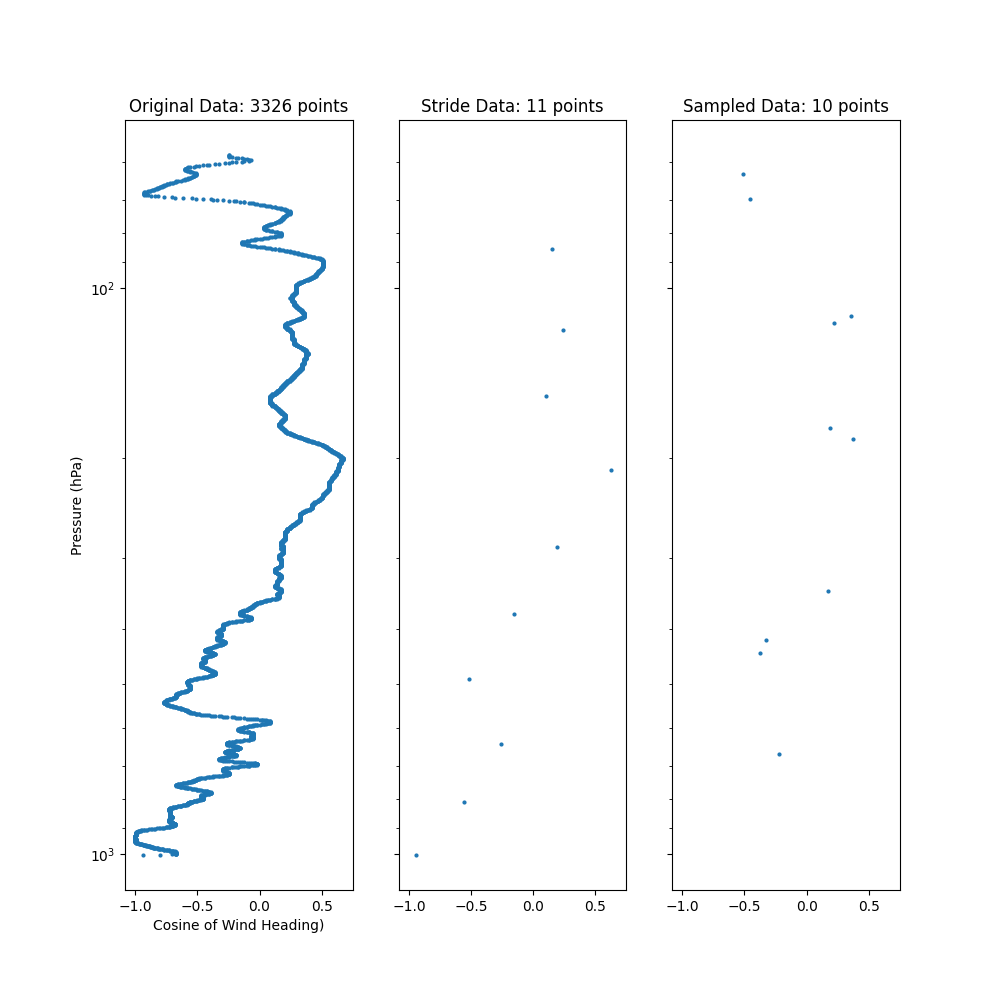 Original Data: 3326 points
Stride Data: 11 points
Sampled Data: 10 points
Pressure (hPa)
10²
10³
−1.0 −0.5 0.0 0.5
−1.0 −0.5 0.0 0.5
−1.0 −0.5 0.0 0.5
Cosine of Wind Heading)